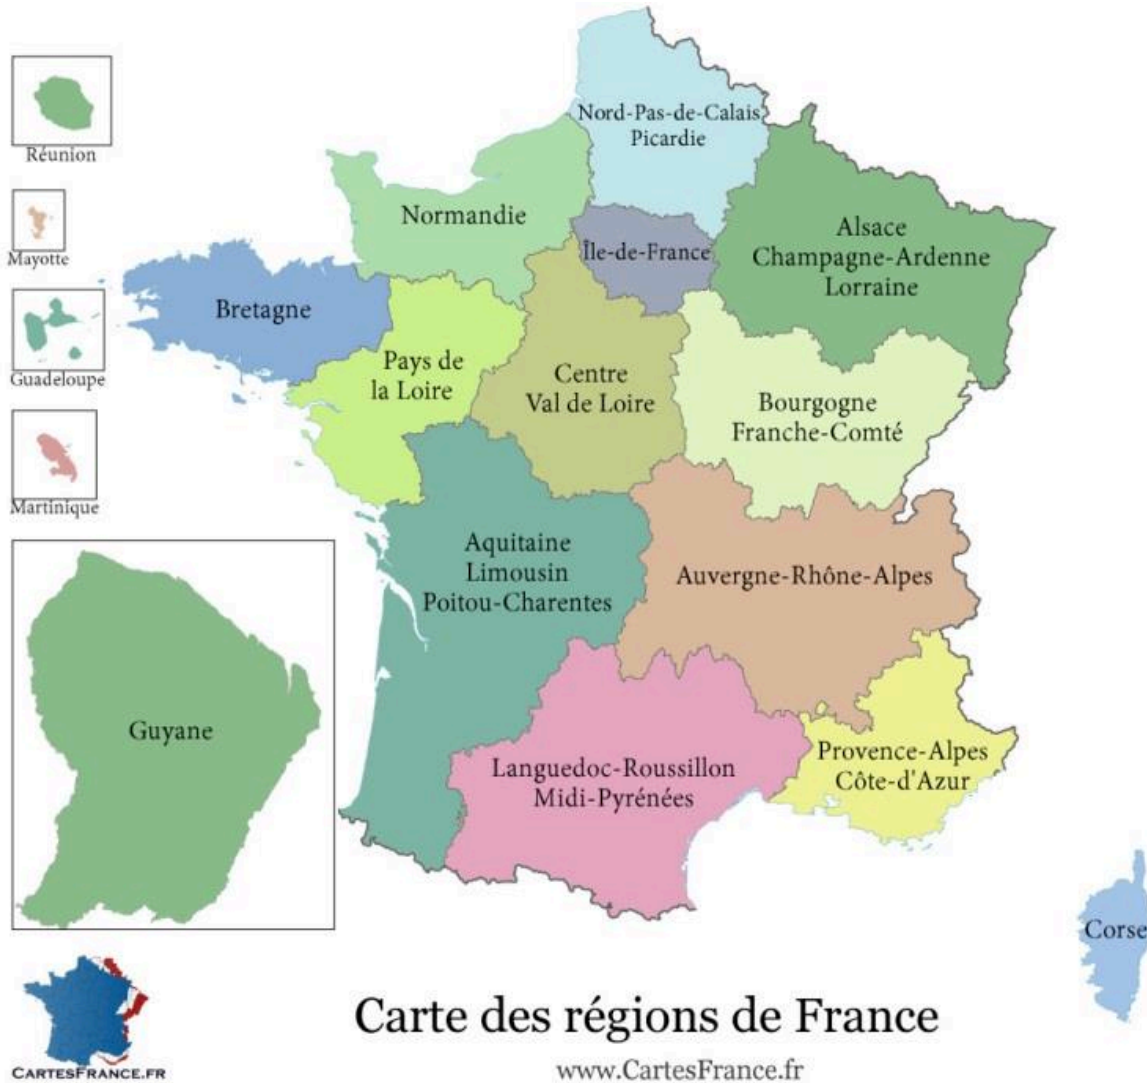 Nord-Pas-de-Calais
Picardie
Réunion
Normandie
Alsace
Champagne-Ardenne
Lorraine
Île-de-France
Mayotte
Bretagne
Pays de
la Loire
Centre
Val de Loire
Guadeloupe
Bourgogne
Franche-Comté
Martinique
Aquitaine
Limousin
Poitou-Charentes
Auvergne-Rhône-Alpes
Guyane
Languedoc-Roussillon
Midi-Pyrénées
Provence-Alpes
Côte-d'Azur
Corse
Carte des régions de France
www.CartesFrance.fr
CARTESFRANCE.FR